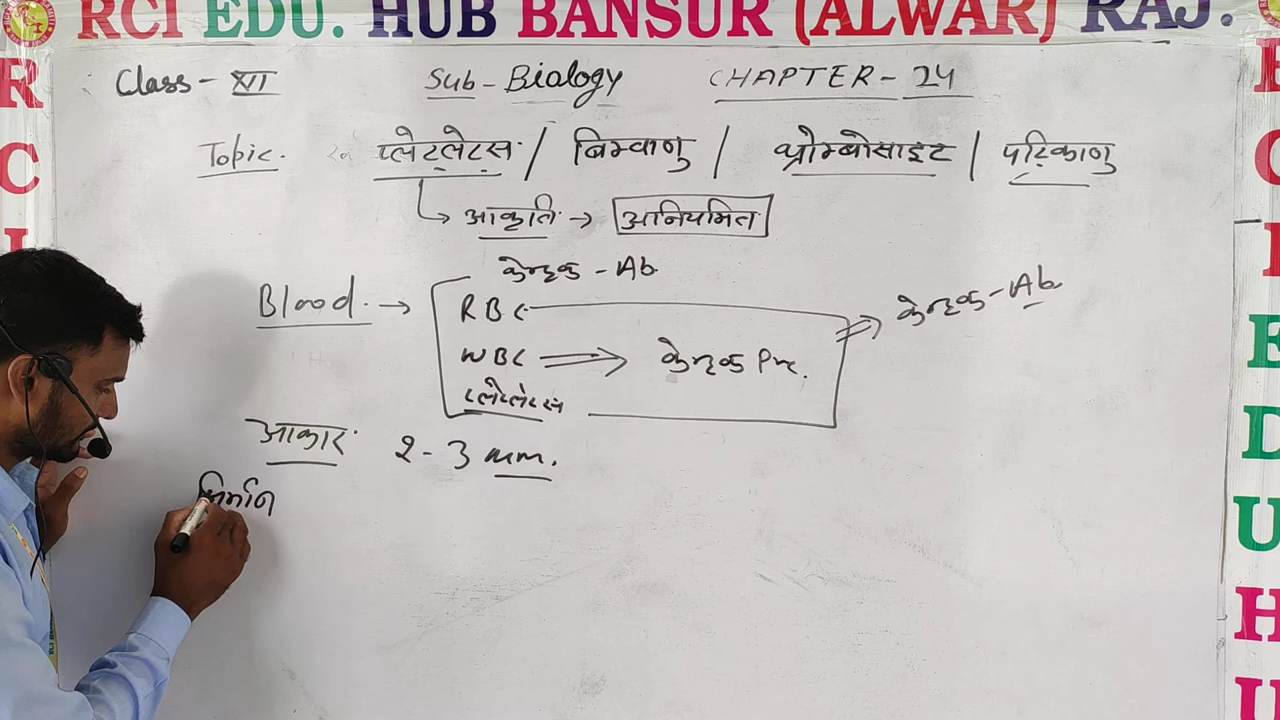 RCI EDU. HUB BANSUR (ALWAR) RAJ.
Class - XII Sub - Biology CHAPTER - 24
Topic. प्लेटलेट्स / बिम्बाणु / थ्रोम्बोसाइट / पट्टिकाणु
आकृति → अनियमित
केन्द्रक - Ab
Blood. → RBC केन्द्रक - Ab
WBC केन्द्रक Pre.
प्लेटलेट्स
आकार 2 - 3 mm.
निर्माण
R
C
I
R
C
I
E
D
U
H
U